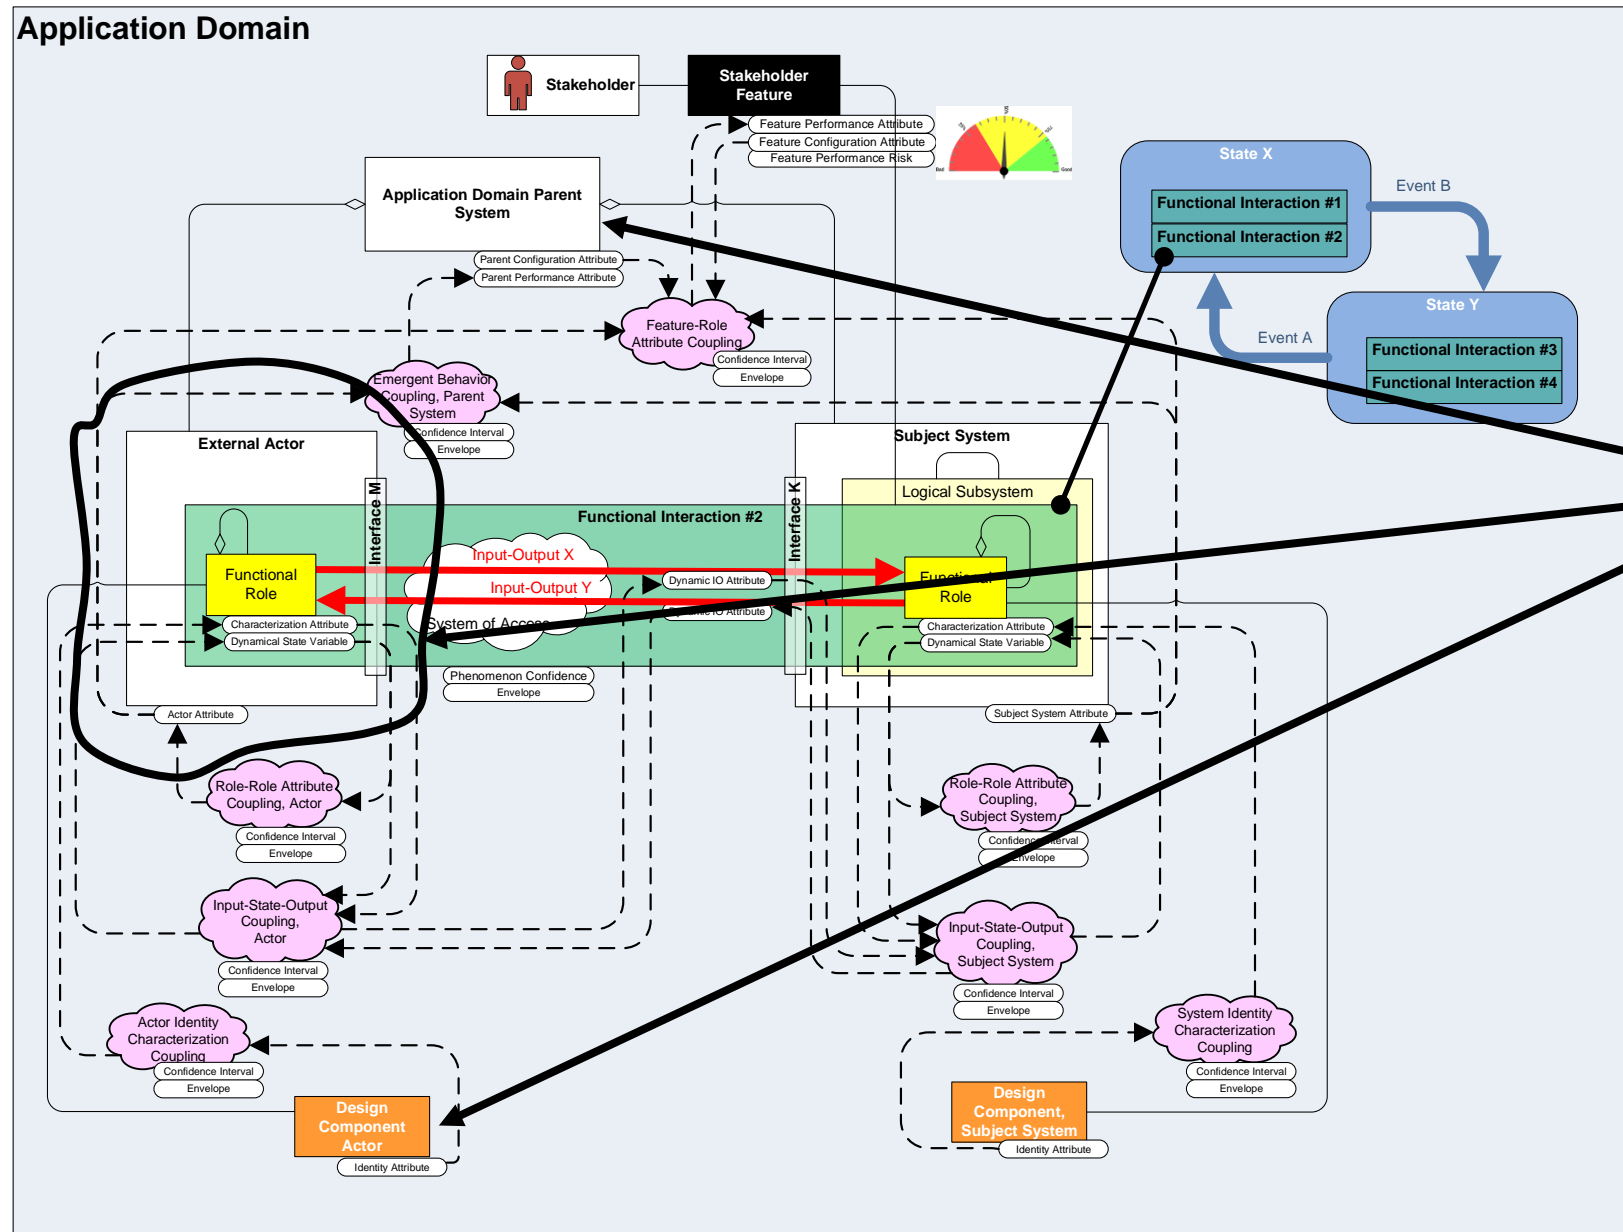 Application Domain
Stakeholder
Stakeholder
Feature
Feature Performance Attribute
Feature Configuration Attribute
Feature Performance Risk
Bad
Good
State X
Functional Interaction #1
Functional Interaction #2
Event B
Application Domain Parent
System
Parent Configuration Attribute
Parent Performance Attribute
State Y
Functional Interaction #3
Functional Interaction #4
Event A
Feature-Role
Attribute Coupling
Confidence Interval
Envelope
Emergent Behavior
Coupling, Parent
System
Confidence Interval
Envelope
External Actor
Subject System
Interface M
Interface K
Logical Subsystem
Functional Interaction #2
Input-Output X
Input-Output Y
System of Access
Functional
Role
Functional
Role
Dynamic IO Attribute
Dynamic IO Attribute
Characterization Attribute
Dynamical State Variable
Characterization Attribute
Dynamical State Variable
Phenomenon Confidence
Envelope
Actor Attribute
Subject System Attribute
Role-Role Attribute
Coupling, Actor
Confidence Interval
Envelope
Role-Role Attribute
Coupling,
Subject System
Confidence Interval
Envelope
Input-State-Output
Coupling,
Actor
Confidence Interval
Envelope
Input-State-Output
Coupling,
Subject System
Confidence Interval
Envelope
Actor Identity
Characterization
Coupling
Confidence Interval
Envelope
System Identity
Characterization
Coupling
Confidence Interval
Envelope
Design
Component
Actor
Identity Attribute
Design
Component,
Subject System
Identity Attribute